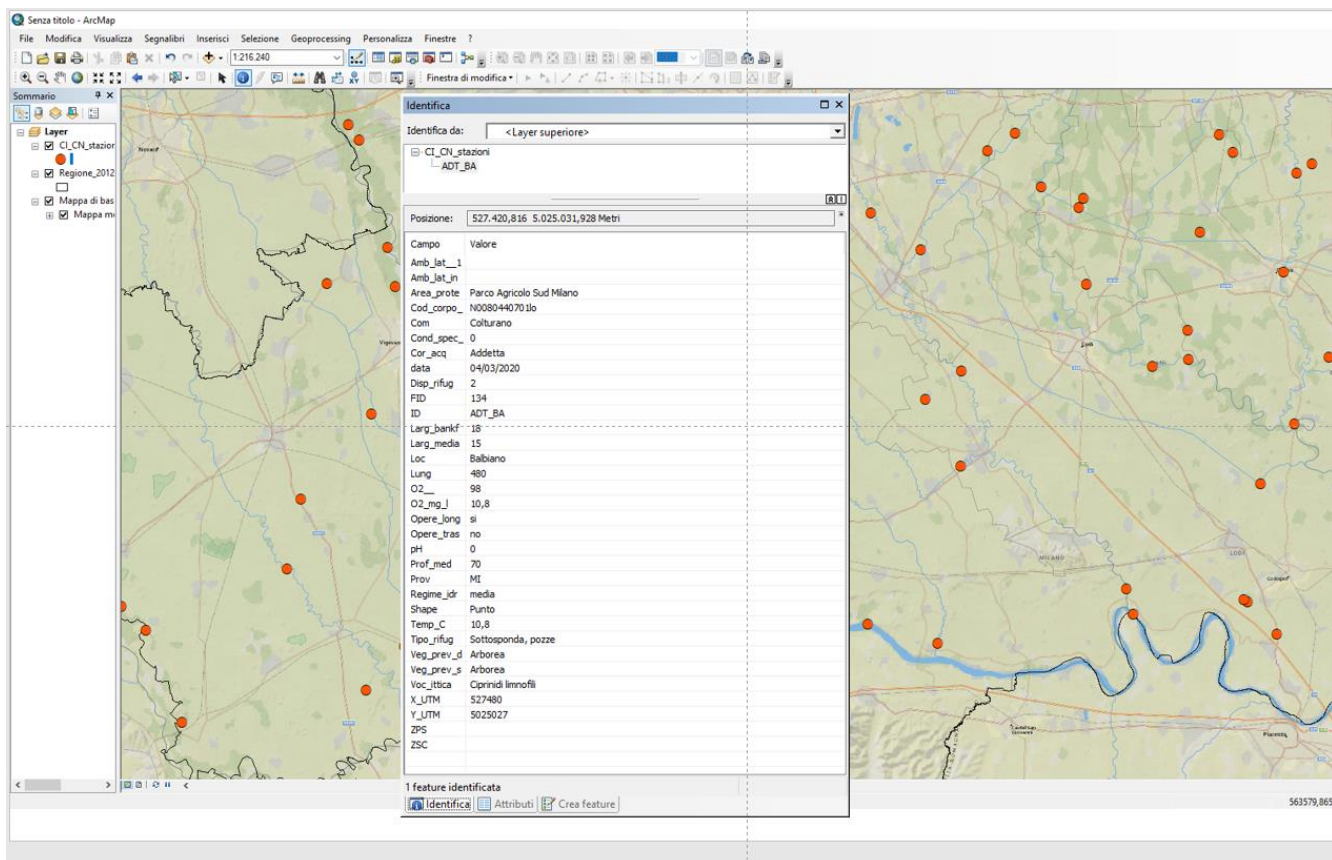 Senza titolo - ArcMap
File Modifica Visualizza Segnalibri Inserisci Selezione Geoprocessing Personalizza Finestre ?
1:216.240
Finestra di modifica
Sommario
Layer
CI_CN_stazior
Regione_2012
Mappa di bas
Mappa m
Identifica
Identifica da: <Layer superiore>
CI_CN_stazioni
ADT_BA
Posizione: 527.420,816 5.025.031,928 Metri
Campo Valore
Amb_lat__1
Amb_lat_in
Area_prote Parco Agricolo Sud Milano
Cod_corpo_ N0080440701lo
Com Colturano
Cond_spec_ 0
Cor_acq Addetta
data 04/03/2020
Disp_rifug 2
FID 134
ID ADT_BA
Larg_bankf 18
Larg_media 15
Loc Balbiano
Lung 480
O2__ 98
O2_mg_l 10,8
Opere_long si
Opere_tras no
pH 0
Prof_med 70
Prov MI
Regime_idr media
Shape Punto
Temp_C 10,8
Tipo_rifug Sottosponda, pozze
Veg_prev_d Arborea
Veg_prev_s Arborea
Voc_ittica Ciprinidi limnofili
X_UTM 527480
Y_UTM 5025027
ZPS
ZSC
1 feature identificata
Identifica Attributi Crea feature
MILANO
LODI
Piacenza
563579,865